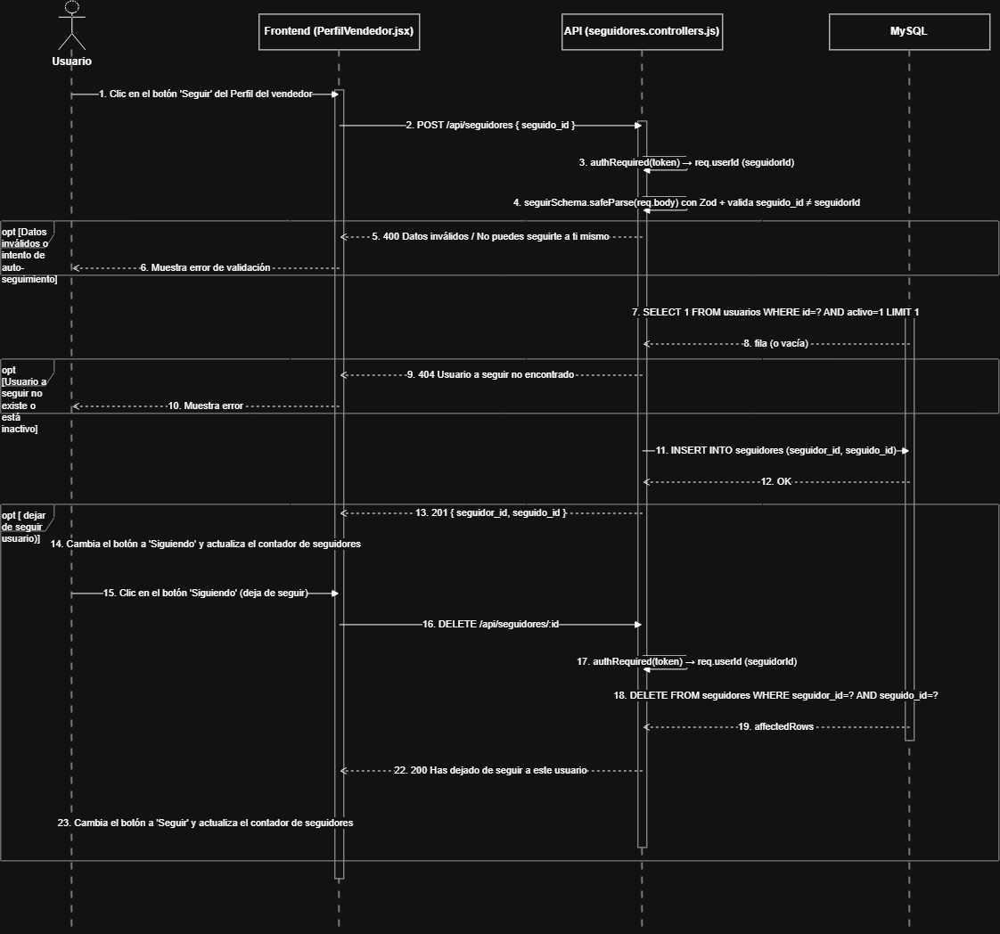 Frontend (PerfilVendedor.jsx)
API (seguidores.controllers.js)
MySQL
Usuario
1. Clic en el botón 'Seguir' del Perfil del vendedor
2. POST /api/seguidores { seguido_id }
3. authRequired(token) → req.userId (seguidorId)
4. seguirSchema.safeParse(req.body) con Zod + valida seguido_id ≠ seguidorId
opt [Datos
inválidos o
intento de
auto-
seguimiento]
5. 400 Datos inválidos / No puedes seguirte a ti mismo
6. Muestra error de validación
7. SELECT 1 FROM usuarios WHERE id=? AND activo=1 LIMIT 1
8. fila (o vacía)
opt
[Usuario a
seguir no
existe o
está
inactivo]
9. 404 Usuario a seguir no encontrado
10. Muestra error
11. INSERT INTO seguidores (seguidor_id, seguido_id)
12. OK
opt [ dejar
de seguir
usuario)]
13. 201 { seguidor_id, seguido_id }
14. Cambia el botón a 'Siguiendo' y actualiza el contador de seguidores
15. Clic en el botón 'Siguiendo' (deja de seguir)
16. DELETE /api/seguidores/:id
17. authRequired(token) → req.userId (seguidorId)
18. DELETE FROM seguidores WHERE seguidor_id=? AND seguido_id=?
19. affectedRows
22. 200 Has dejado de seguir a este usuario
23. Cambia el botón a 'Seguir' y actualiza el contador de seguidores